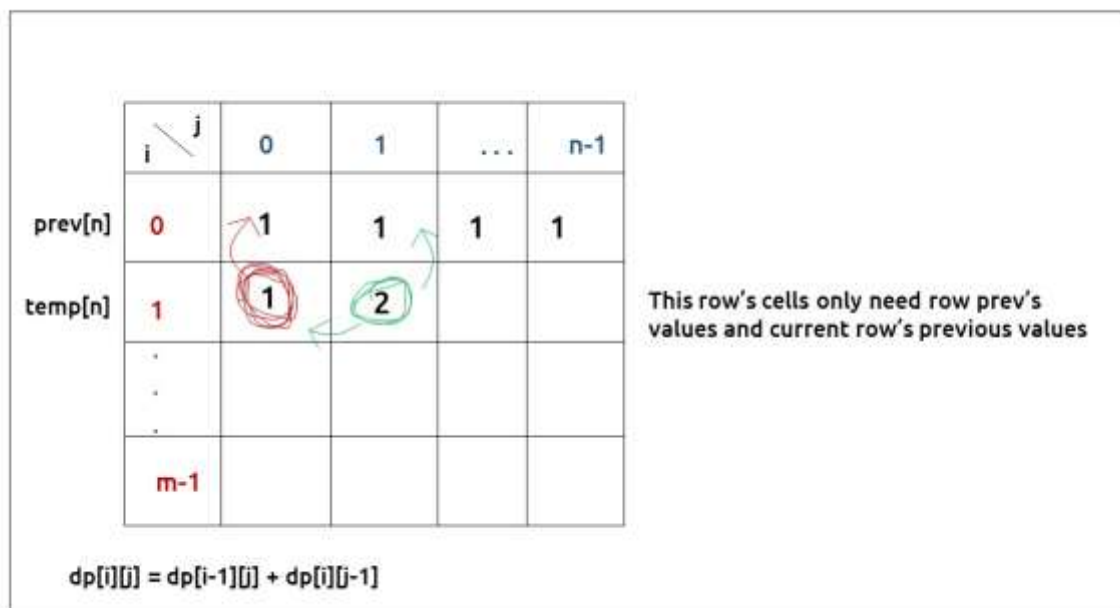 j
i 0 1 ... n-1
prev[n] 0 1 1 1 1
temp[n] 1 1 2
This row's cells only need row prev's
values and current row's previous values
.
.
.
m-1
dp[i][j] = dp[i-1][j] + dp[i][j-1]